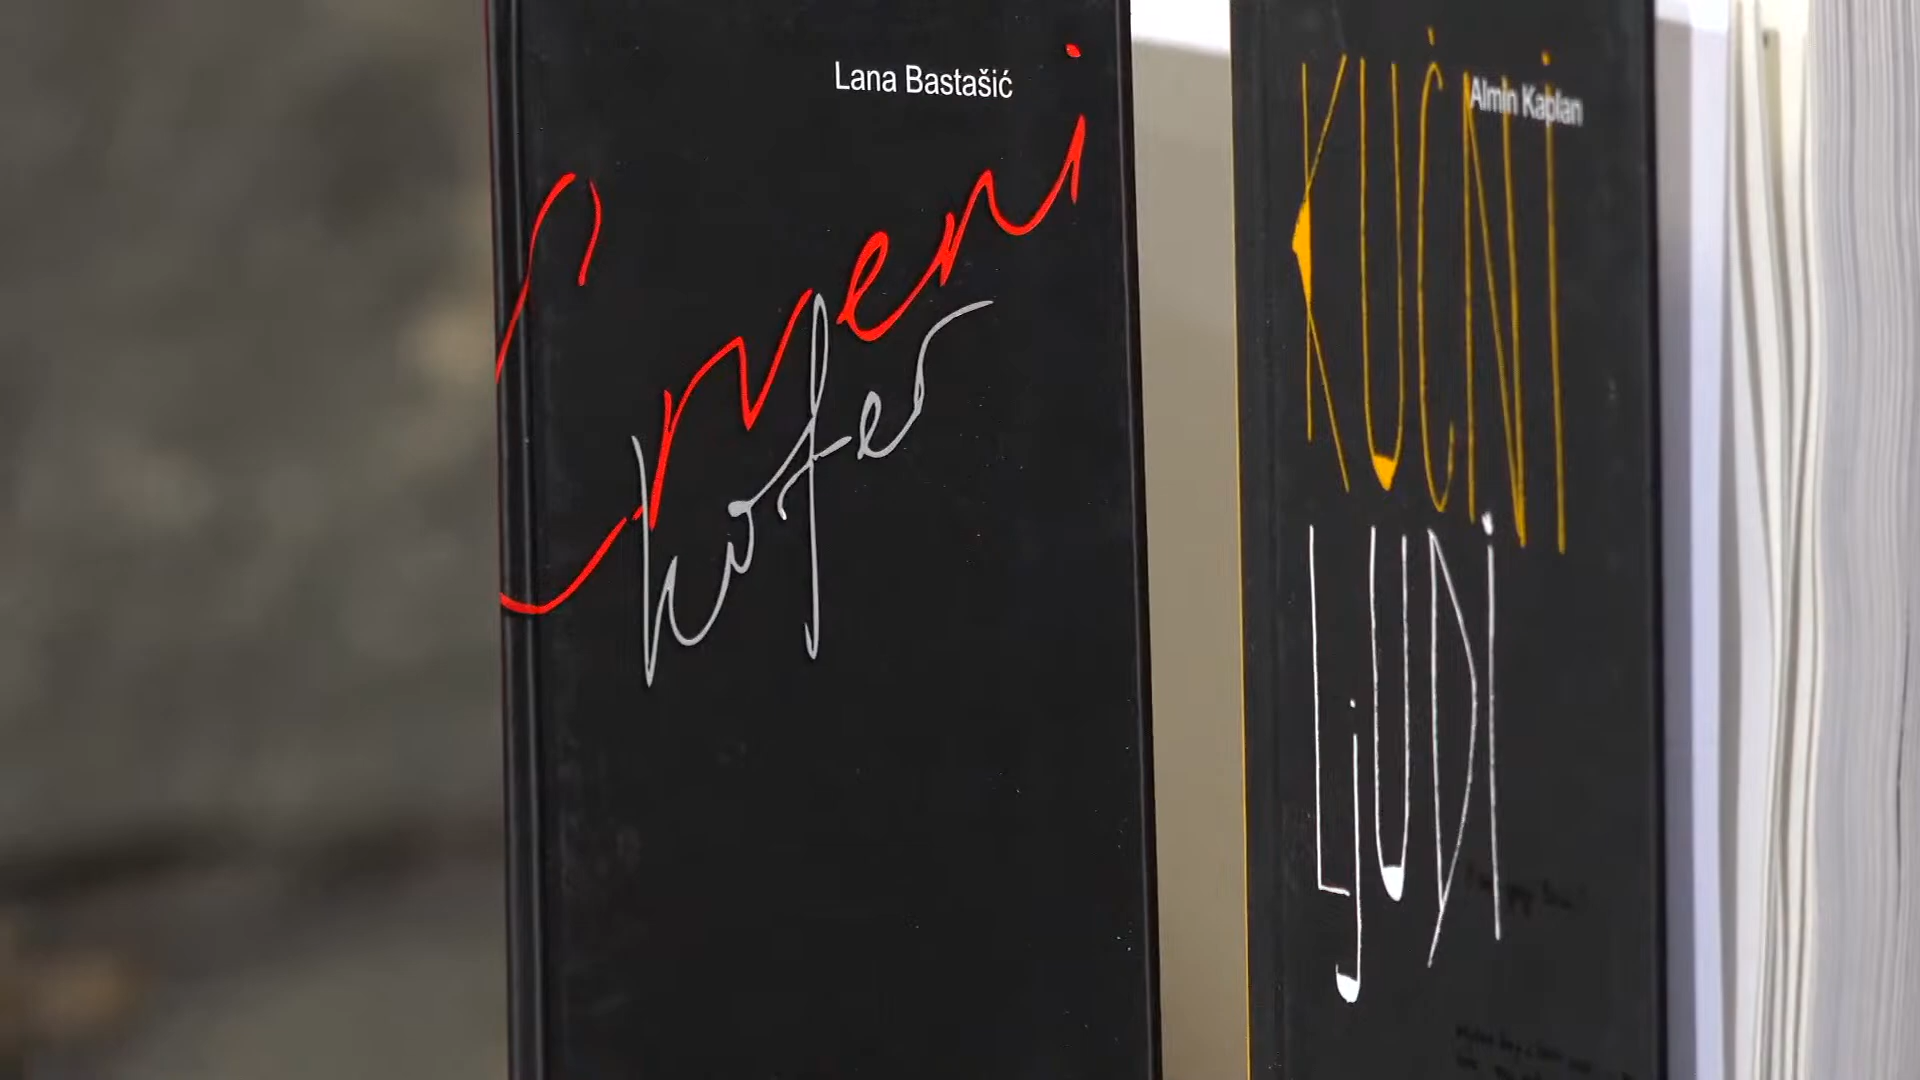 Lana Bastašić
Crveni
kofer
Almin Kaplan
KUĆNI
LjUDi